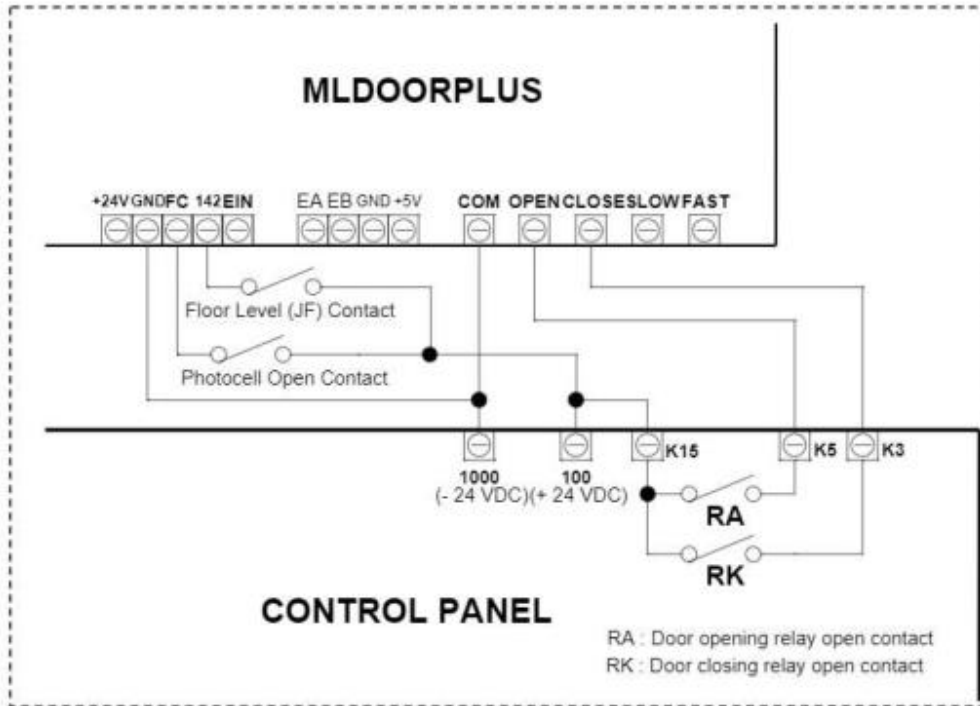 MLDOORPLUS
+24V GND FC 142 EIN EA EB GND +5V COM OPEN CLOSE SLOW FAST
Floor Level (JF) Contact
Photocell Open Contact
K15 K5 K3
1000 100
(- 24 VDC) (+ 24 VDC)
RA
RK
CONTROL PANEL
RA : Door opening relay open contact
RK : Door closing relay open contact